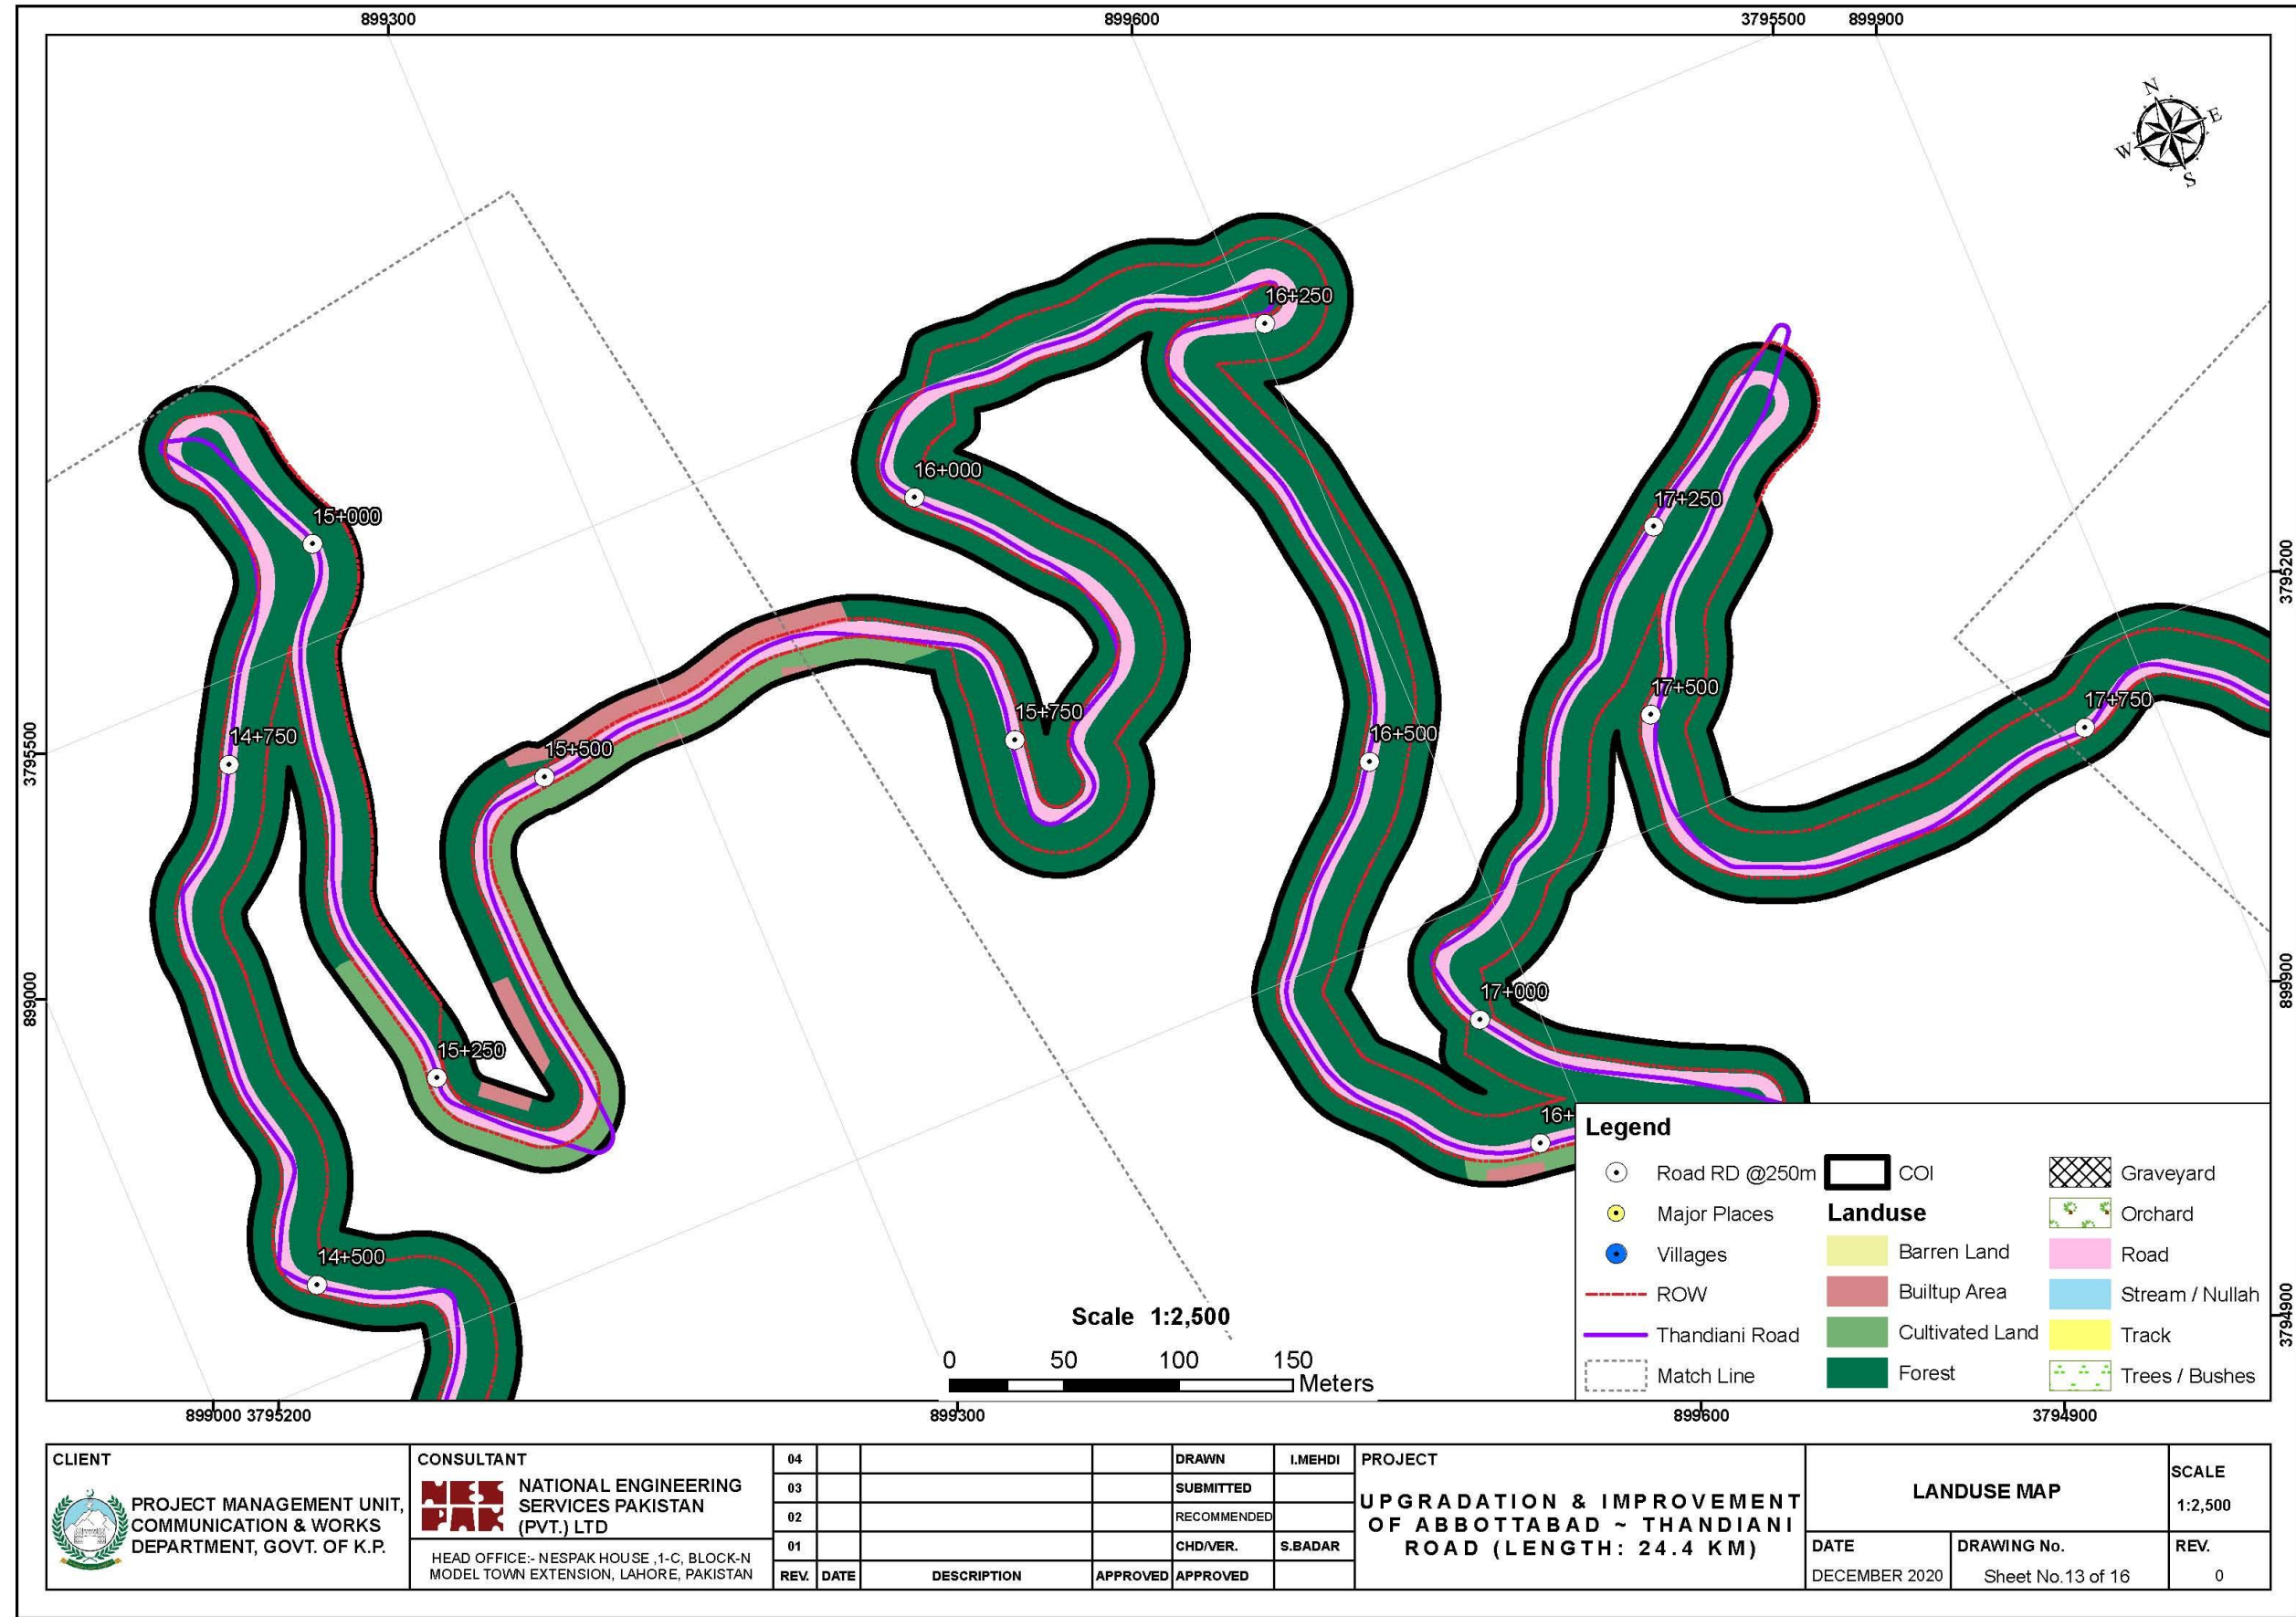 899300
899600
3795500
899900
N
E
W
S
16+250
16+000
15+000
17+250
3795200
14+750
15+500
15+750
16+500
17+500
17+750
3795500
899000
15+250
17+000
899900
16+
14+500
3794900
Scale 1:2,500
0 50 100 150
Meters
Legend
Road RD @250m
Major Places
Villages
ROW
Thandiani Road
Match Line
COI
Landuse
Barren Land
Builtup Area
Cultivated Land
Forest
Graveyard
Orchard
Road
Stream / Nullah
Track
Trees / Bushes
899000
3795200
899300
899600
3794900
CLIENT
PROJECT MANAGEMENT UNIT,
COMMUNICATION & WORKS
DEPARTMENT, GOVT. OF K.P.
CONSULTANT
NES
PAK
NATIONAL ENGINEERING
SERVICES PAKISTAN
(PVT.) LTD
HEAD OFFICE:- NESPAK HOUSE ,1-C, BLOCK-N
MODEL TOWN EXTENSION, LAHORE, PAKISTAN
04
03
02
01
REV. DATE DESCRIPTION APPROVED
DRAWN I.MEHDI
SUBMITTED
RECOMMENDED
CHD/VER. S.BADAR
APPROVED
PROJECT
UPGRADATION & IMPROVEMENT
OF ABBOTTABAD ~ THANDIANI
ROAD (LENGTH: 24.4 KM)
LANDUSE MAP
SCALE
1:2,500
DATE
DECEMBER 2020
DRAWING No.
Sheet No.13 of 16
REV.
0